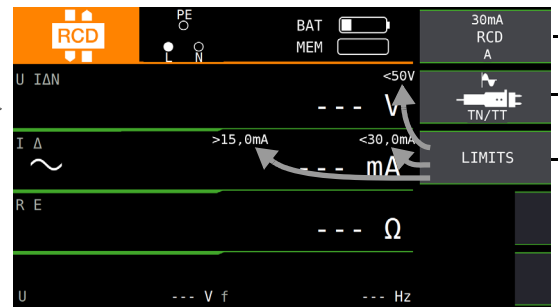 RCD
PE
L N
BAT
MEM
30mA
RCD
A
U IΔN
<50V
--- V
TN/TT
I Δ
>15,0mA <30,0mA
--- mA
LIMITS
R E
--- Ω
U --- V f --- Hz